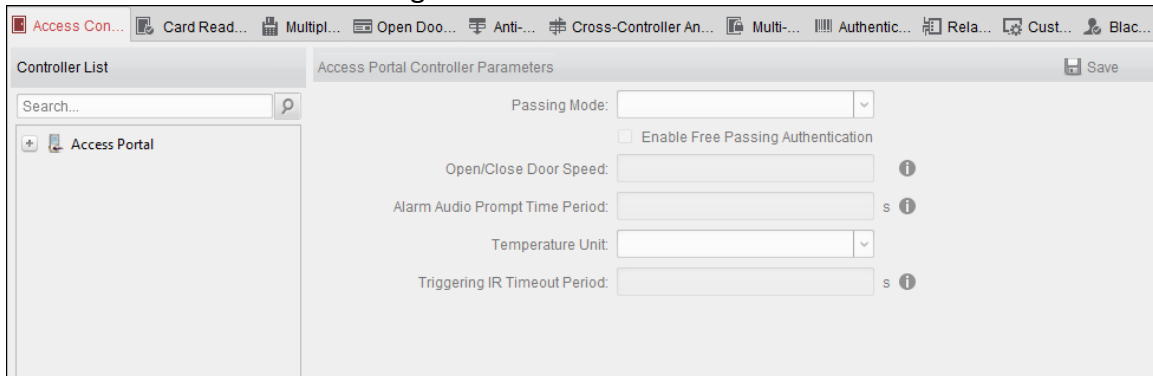 Access Con... Card Read... Multipl... Open Doo... Anti-... Cross-Controller An... Multi-... Authentic... Rela... Cust... Blac...
Controller List
Access Portal Controller Parameters
Save
Search...
Access Portal
Passing Mode:
Enable Free Passing Authentication
Open/Close Door Speed:
Alarm Audio Prompt Time Period: s
Temperature Unit:
Triggering IR Timeout Period: s